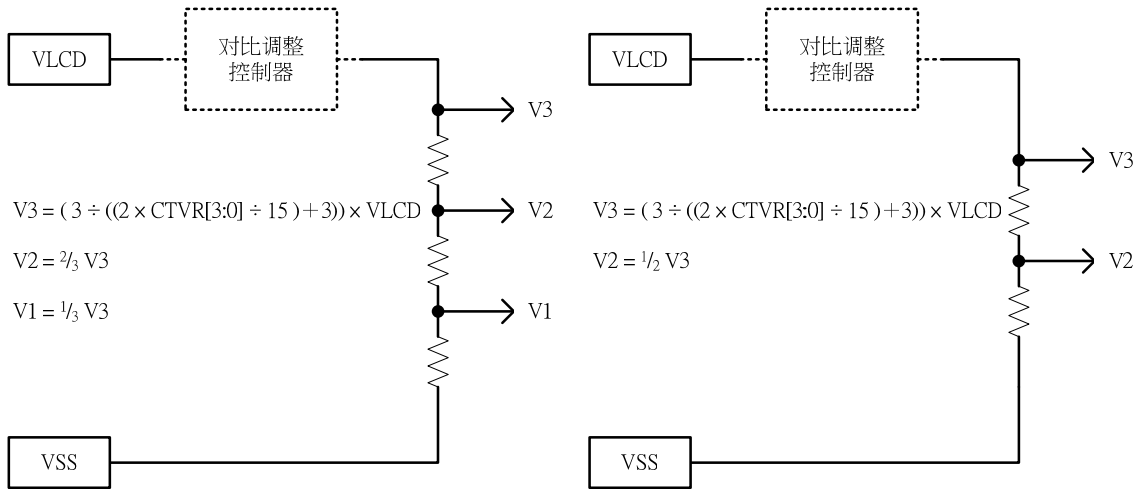 VLCD
对比调整
控制器
V3
V3 = ( 3 ÷ ((2 × CTVR[3:0] ÷ 15 ) + 3)) × VLCD
V2
V2 = 2/3 V3
V1 = 1/3 V3
V1
VSS
VLCD
对比调整
控制器
V3
V3 = ( 3 ÷ ((2 × CTVR[3:0] ÷ 15 ) + 3)) × VLCD
V2 = 1/2 V3
V2
VSS